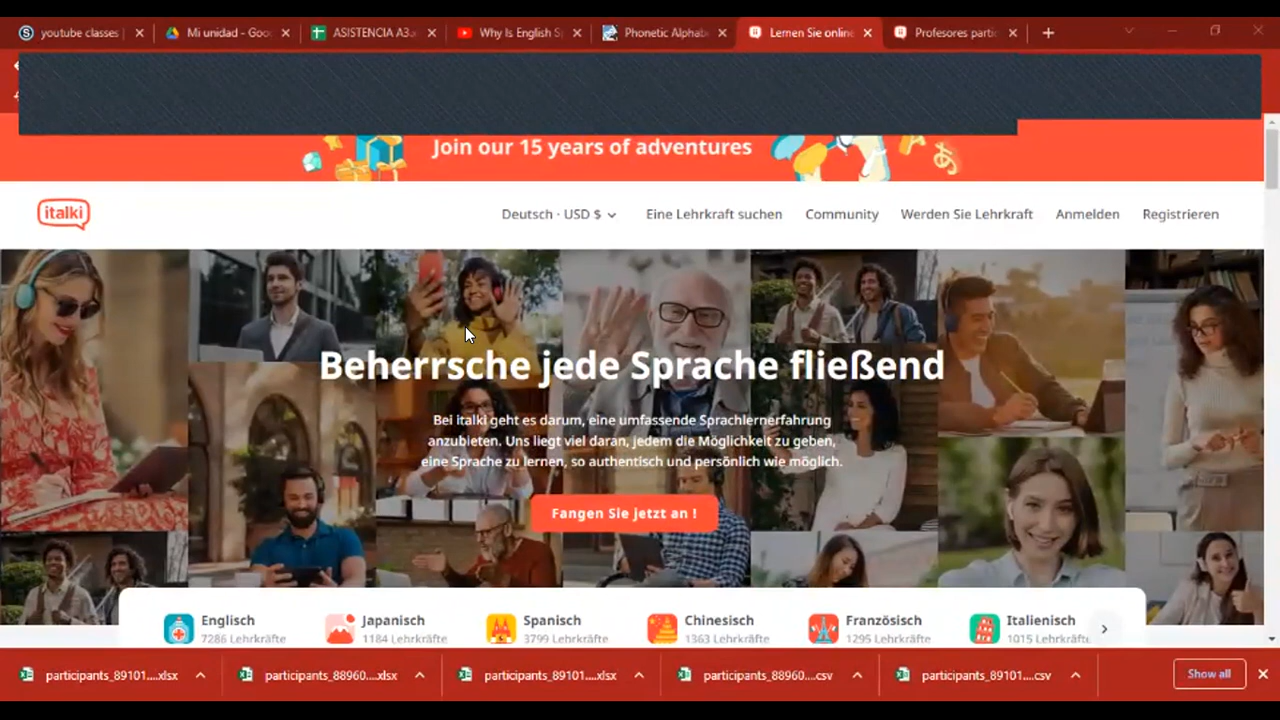 youtube classes
Mi unidad - Goo
ASISTENCIA A3
Why Is English S
Phonetic Alphab
Lernen Sie online
Profesores parti
Join our 15 years of adventures
italki
Deutsch · USD $
Eine Lehrkraft suchen
Community
Werden Sie Lehrkraft
Anmelden
Registrieren
Beherrsche jede Sprache fließend
Bei italki geht es darum, eine umfassende Sprachlernerfahrung
anzubieten. Uns liegt viel daran, jedem die Möglichkeit zu geben,
eine Sprache zu lernen, so authentisch und persönlich wie möglich.
Fangen Sie jetzt an !
Englisch
7286 Lehrkräfte
Japanisch
1184 Lehrkräfte
Spanisch
3799 Lehrkräfte
Chinesisch
1363 Lehrkräfte
Französisch
1295 Lehrkräfte
Italienisch
1015 Lehrkräfte
participants_89101....xlsx
participants_88960....xlsx
participants_89101....xlsx
participants_88960....csv
participants_89101....csv
Show all